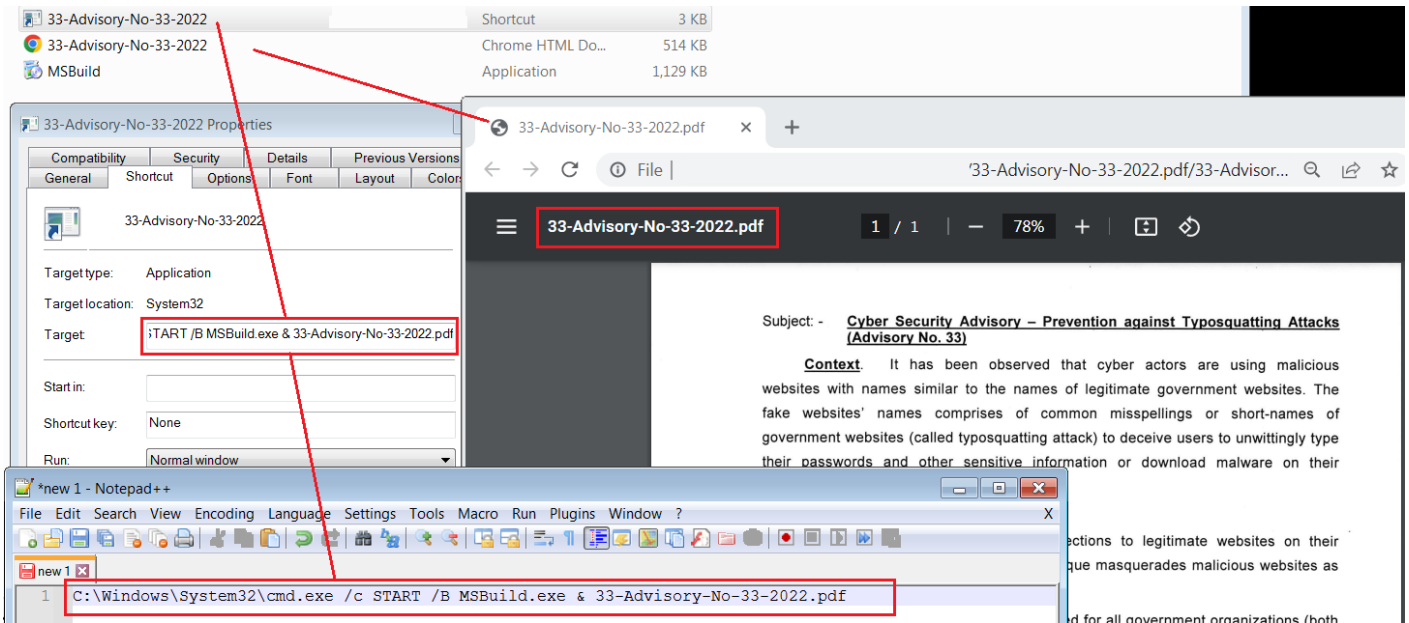 33-Advisory-No-33-2022 Shortcut 3 KB
33-Advisory-No-33-2022 Chrome HTML Do... 514 KB
MSBuild Application 1,129 KB
33-Advisory-No-33-2022 Properties
Compatibility Security Details Previous Versions
General Shortcut Options Font Layout Colors
33-Advisory-No-33-2022
Target type: Application
Target location: System32
Target: START /B MSBuild.exe & 33-Advisory-No-33-2022.pdf
Start in:
Shortcut key: None
Run: Normal window
33-Advisory-No-33-2022.pdf
File | '33-Advisory-No-33-2022.pdf/33-Advisor...
33-Advisory-No-33-2022.pdf 1 / 1 78%
Subject: - Cyber Security Advisory – Prevention against Typosquatting Attacks
(Advisory No. 33)
Context. It has been observed that cyber actors are using malicious
websites with names similar to the names of legitimate government websites. The
fake websites' names comprises of common misspellings or short-names of
government websites (called typosquatting attack) to deceive users to unwittingly type
their passwords and other sensitive information or download malware on their
ections to legitimate websites on their
que masquerades malicious websites as
ed for all government organizations (both
*new 1 - Notepad++
File Edit Search View Encoding Language Settings Tools Macro Run Plugins Window ? X
new 1
1 C:\Windows\System32\cmd.exe /c START /B MSBuild.exe & 33-Advisory-No-33-2022.pdf